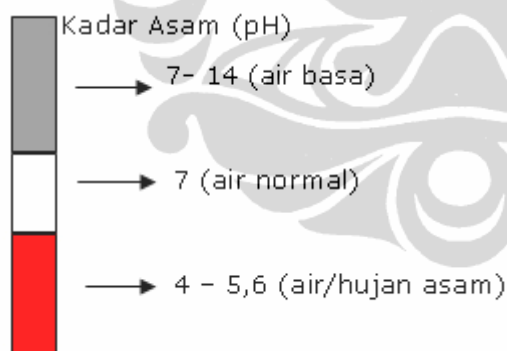 Kadar Asam (pH)
7– 14 (air basa)
7 (air normal)
4 – 5,6 (air/hujan asam)